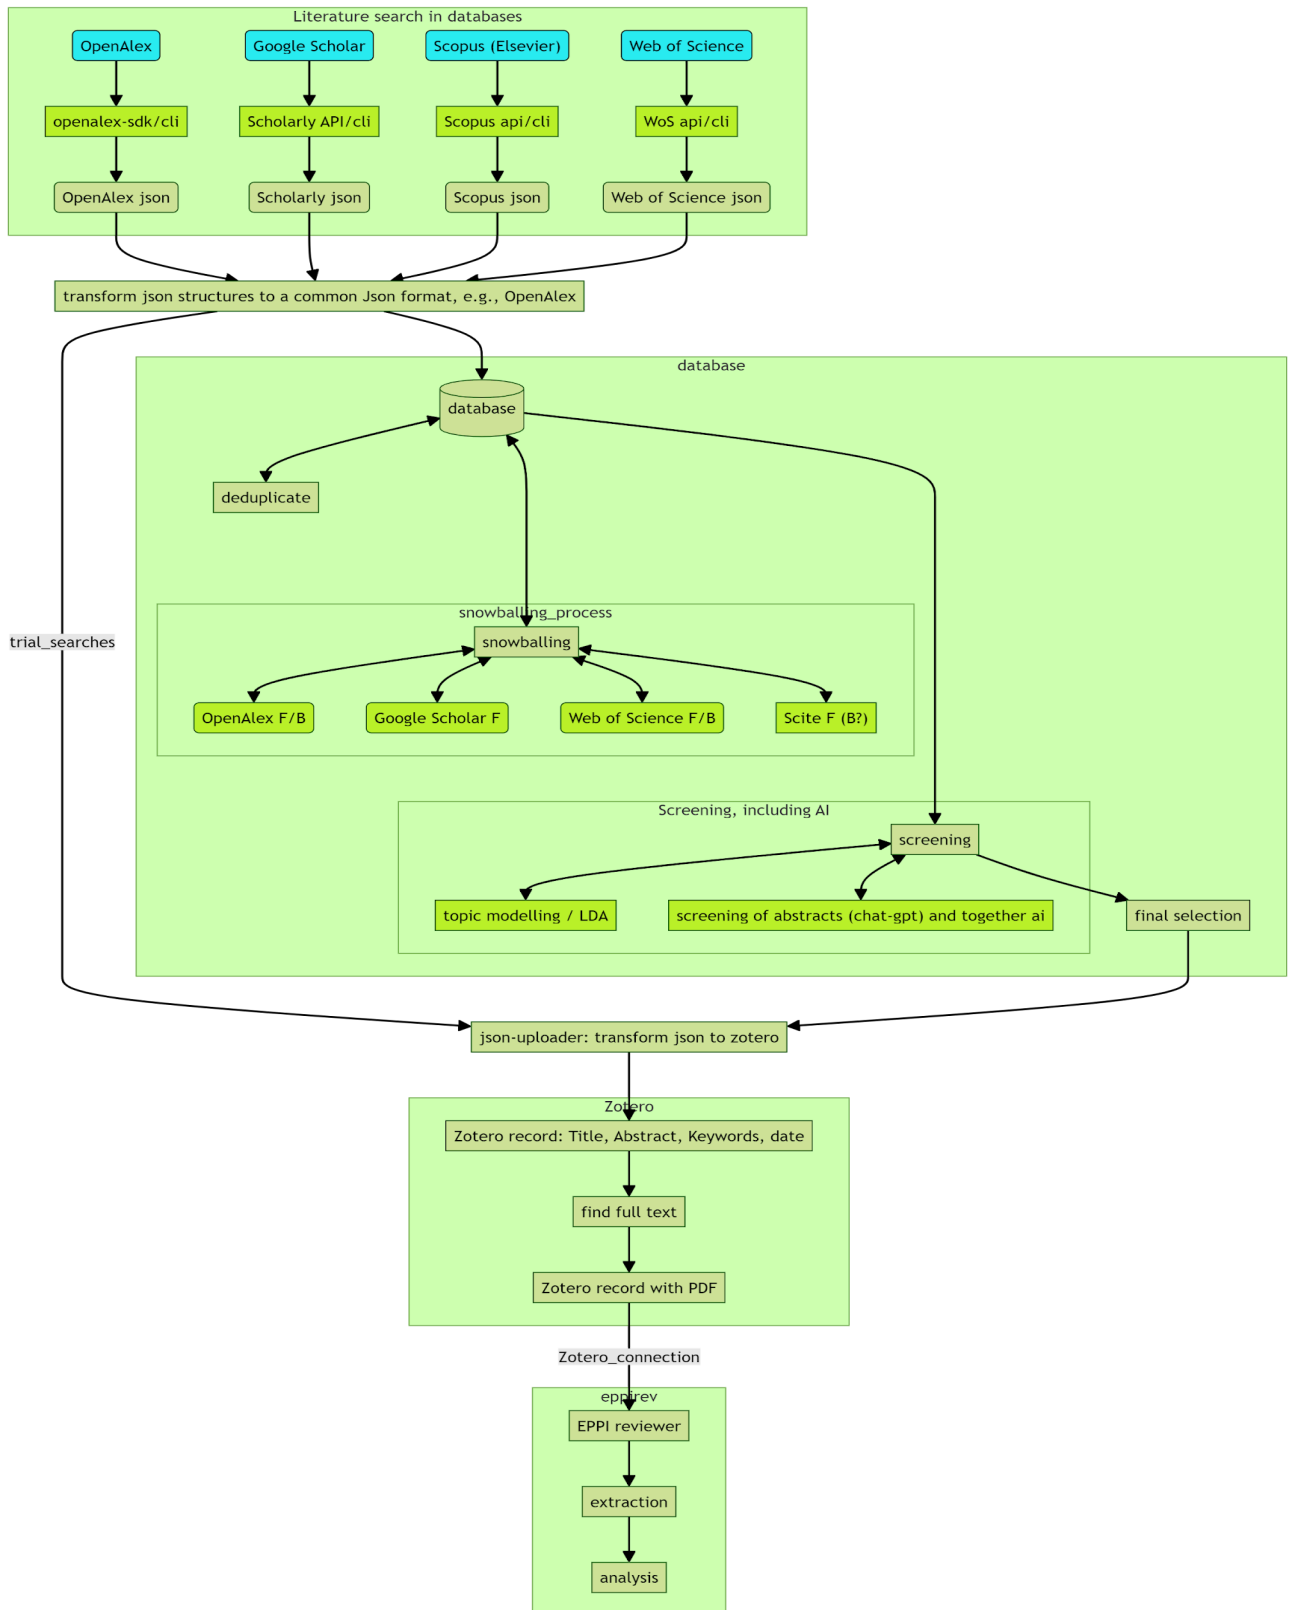 Literature search in databases
OpenAlex
Google Scholar
Scopus (Elsevier)
Web of Science
openalex-sdk/cli
Scholarly API/cli
Scopus api/cli
WoS api/cli
OpenAlex json
Scholarly json
Scopus json
Web of Science json
transform json structures to a common Json format, e.g., OpenAlex
database
database
deduplicate
snowballing_process
trial_searches
snowballing
OpenAlex F/B
Google Scholar F
Web of Science F/B
Scite F (B?)
Screening, including AI
screening
topic modelling / LDA
screening of abstracts (chat-gpt) and together ai
final selection
json-uploader: transform json to zotero
Zotero
Zotero record: Title, Abstract, Keywords, date
find full text
Zotero record with PDF
Zotero_connection
eppirev
EPPI reviewer
extraction
analysis